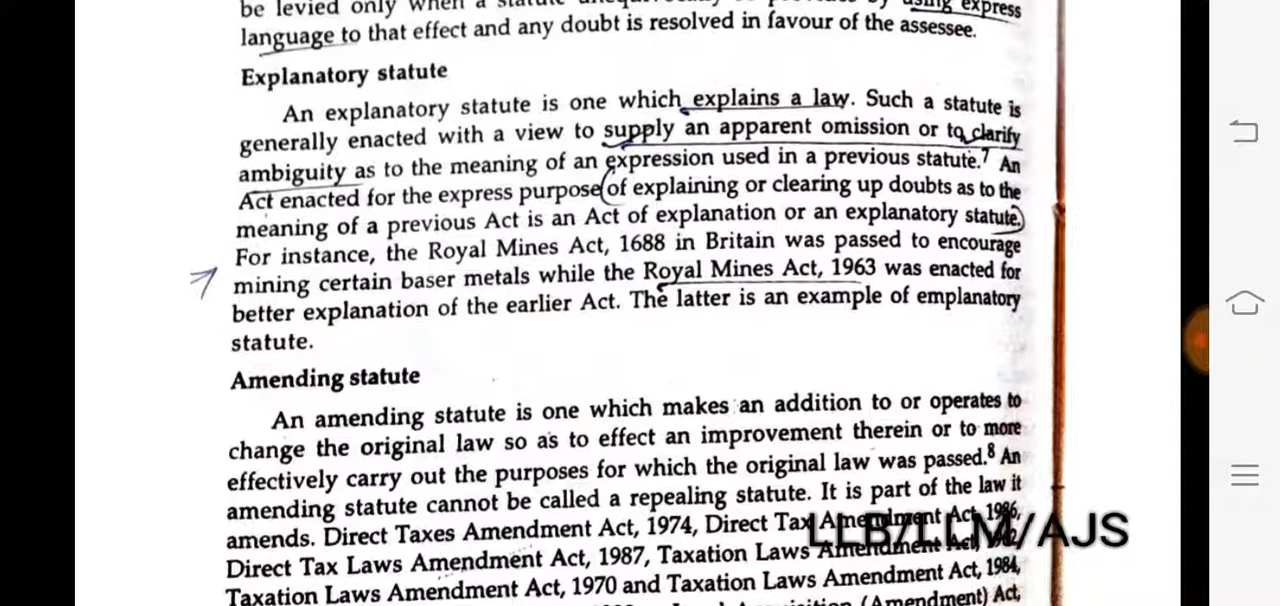 be levied only when a statute
using express
language to that effect and any doubt is resolved in favour of the assessee.
Explanatory statute
An explanatory statute is one which explains a law. Such a statute is
generally enacted with a view to supply an apparent omission or to clarify
ambiguity as to the meaning of an expression used in a previous statute.7 An
Act enacted for the express purpose of explaining or clearing up doubts as to the
meaning of a previous Act is an Act of explanation or an explanatory statute.
For instance, the Royal Mines Act, 1688 in Britain was passed to encourage
mining certain baser metals while the Royal Mines Act, 1963 was enacted for
better explanation of the earlier Act. The latter is an example of emplanatory
statute.
Amending statute
An amending statute is one which makes an addition to or operates to
change the original law so as to effect an improvement therein or to more
effectively carry out the purposes for which the original law was passed.8 An
amending statute cannot be called a repealing statute. It is part of the law it
amends. Direct Taxes Amendment Act, 1974, Direct Tax Amendment Act, 1986,
LLB/LLM/AJS
Direct Tax Laws Amendment Act, 1987, Taxation Laws Amendment Act,
Taxation Laws Amendment Act, 1970 and Taxation Laws Amendment Act, 1984,
(Amendment) Act,